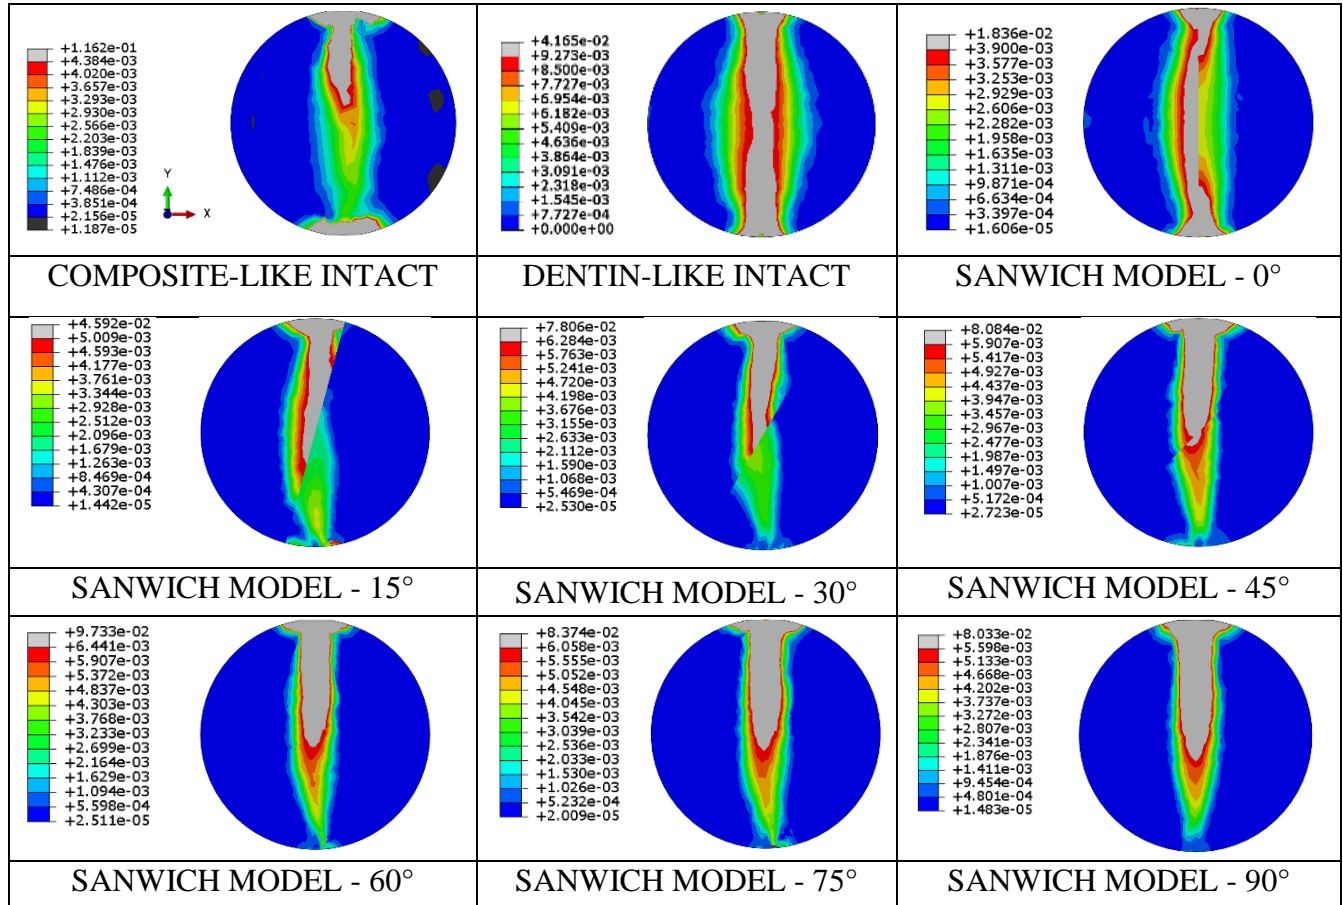 +1.162e-01
+4.384e-03
+4.020e-03
+3.657e-03
+3.293e-03
+2.930e-03
+2.566e-03
+2.203e-03
+1.839e-03
+1.476e-03
+1.112e-03
+7.486e-04
+3.851e-04
+2.156e-05
+1.187e-05
Y
X
COMPOSITE-LIKE INTACT
+4.165e-02
+9.273e-03
+8.500e-03
+7.727e-03
+6.954e-03
+6.182e-03
+5.409e-03
+4.636e-03
+3.864e-03
+3.091e-03
+2.318e-03
+1.545e-03
+7.727e-04
+0.000e+00
DENTIN-LIKE INTACT
+1.836e-02
+3.900e-03
+3.577e-03
+3.253e-03
+2.929e-03
+2.606e-03
+2.282e-03
+1.958e-03
+1.635e-03
+1.311e-03
+9.871e-04
+6.634e-04
+3.397e-04
+1.606e-05
SANWICH MODEL - 0°
+4.592e-02
+5.009e-03
+4.593e-03
+4.177e-03
+3.761e-03
+3.344e-03
+2.928e-03
+2.512e-03
+2.096e-03
+1.679e-03
+1.263e-03
+8.469e-04
+4.307e-04
+1.442e-05
SANWICH MODEL - 15°
+7.806e-02
+6.284e-03
+5.763e-03
+5.241e-03
+4.720e-03
+4.198e-03
+3.676e-03
+3.155e-03
+2.633e-03
+2.112e-03
+1.590e-03
+1.068e-03
+5.469e-04
+2.530e-05
SANWICH MODEL - 30°
+8.084e-02
+5.907e-03
+5.417e-03
+4.927e-03
+4.437e-03
+3.947e-03
+3.457e-03
+2.967e-03
+2.477e-03
+1.987e-03
+1.497e-03
+1.007e-03
+5.172e-04
+2.723e-05
SANWICH MODEL - 45°
+9.733e-02
+6.441e-03
+5.907e-03
+5.372e-03
+4.837e-03
+4.303e-03
+3.768e-03
+3.233e-03
+2.699e-03
+2.164e-03
+1.629e-03
+1.094e-03
+5.598e-04
+2.511e-05
SANWICH MODEL - 60°
+8.374e-02
+6.058e-03
+5.555e-03
+5.052e-03
+4.548e-03
+4.045e-03
+3.542e-03
+3.039e-03
+2.536e-03
+2.033e-03
+1.530e-03
+1.026e-03
+5.232e-04
+2.009e-05
SANWICH MODEL - 75°
+8.033e-02
+5.598e-03
+5.133e-03
+4.668e-03
+4.202e-03
+3.737e-03
+3.272e-03
+2.807e-03
+2.341e-03
+1.876e-03
+1.411e-03
+9.454e-04
+4.801e-04
+1.483e-05
SANWICH MODEL - 90°